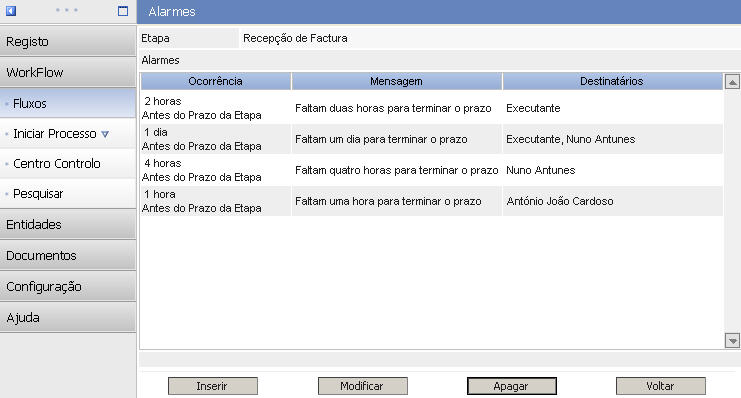 Alarmes
Registo
WorkFlow
Fluxos
Iniciar Processo
Centro Controlo
Pesquisar
Entidades
Documentos
Configuração
Ajuda
Etapa Recepção de Factura
Alarmes
Ocorrência Mensagem Destinatários
2 horas
Antes do Prazo da Etapa Faltam duas horas para terminar o prazo Executante
1 dia
Antes do Prazo da Etapa Faltam um dia para terminar o prazo Executante, Nuno Antunes
4 horas
Antes do Prazo da Etapa Faltam quatro horas para terminar o prazo Nuno Antunes
1 hora
Antes do Prazo da Etapa Faltam uma hora para terminar o prazo António João Cardoso
Inserir Modificar Apagar Voltar